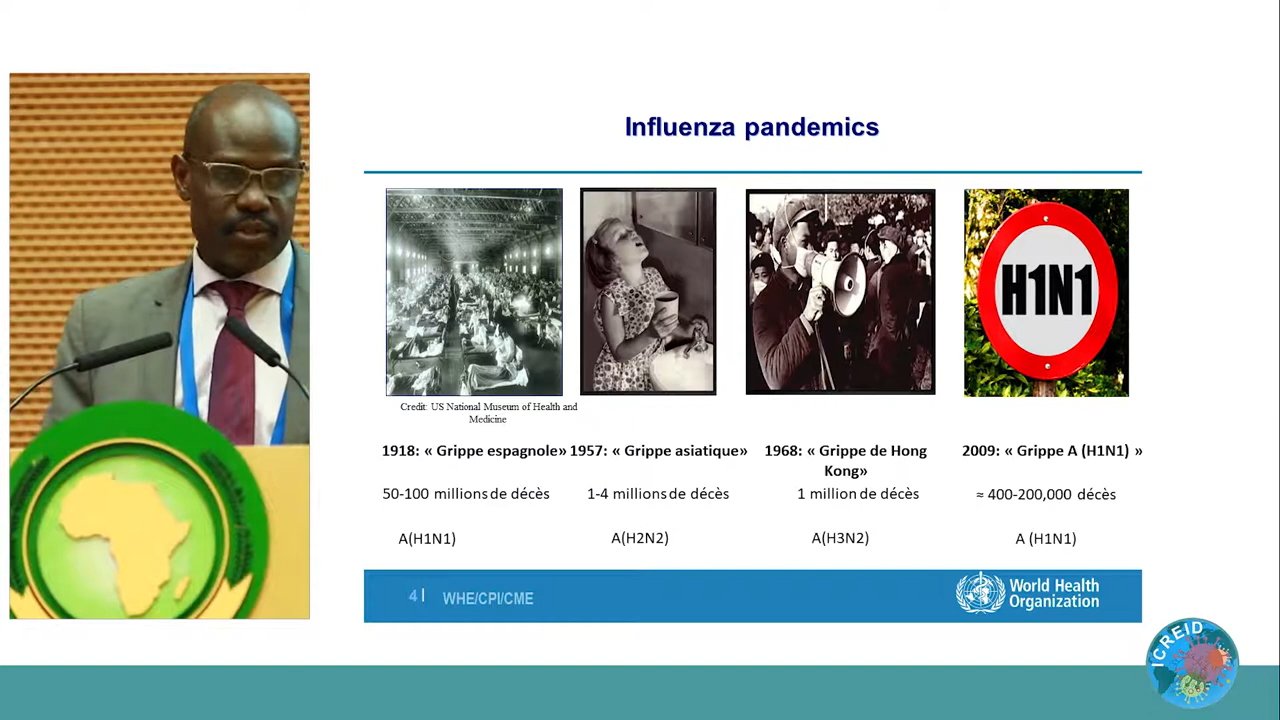 Influenza pandemics
H1N1
Credit: US National Museum of Health and
Medicine
1918: « Grippe espagnole»
50-100 millions de décès
A(H1N1)
1957: « Grippe asiatique»
1-4 millions de décès
A(H2N2)
1968: « Grippe de Hong
Kong»
1 million de décès
A(H3N2)
2009: « Grippe A (H1N1) »
≈ 400-200,000 décès
A (H1N1)
4| WHE/CPI/CME
World Health
Organization
ICREID